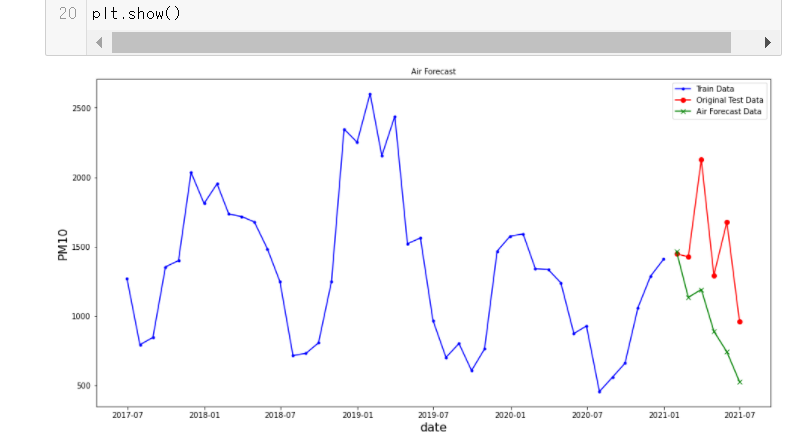 20 plt.show()
Air Forecast
Train Data
Original Test Data
Air Forecast Data
2500
2000
1500
1000
500
PM10
2017-07 2018-01 2018-07 2019-01 2019-07 2020-01 2020-07 2021-01 2021-07
date